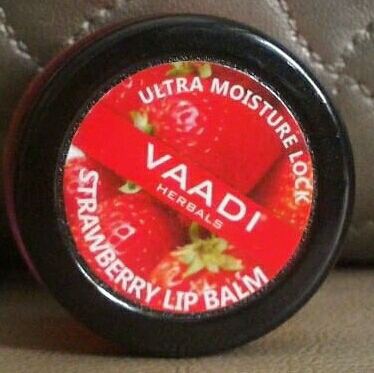 ULTRA MOISTURE LOCK
VAADI
HERBALS
STRAWBERRY LIP BALM